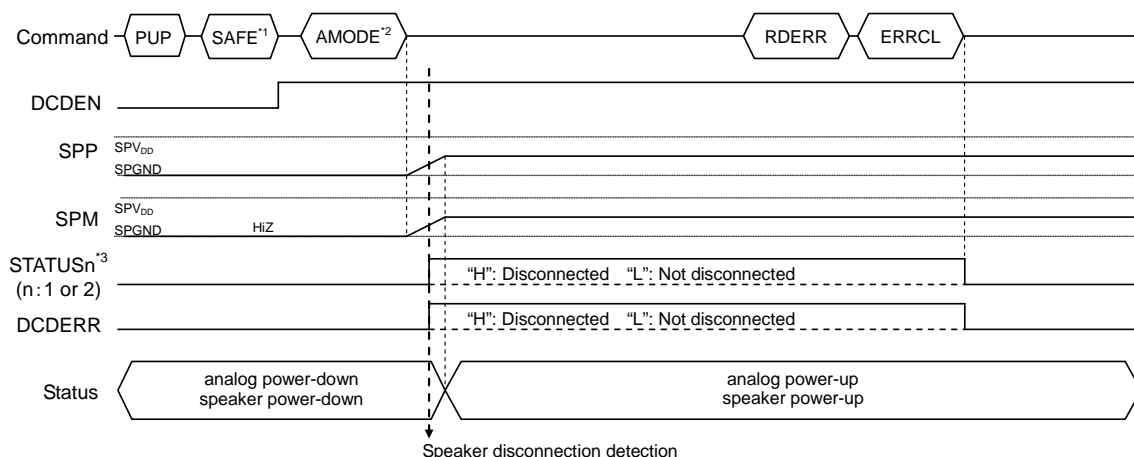 Command PUP SAFE*1 AMODE*2 RDERR ERRCL
DCDEN
SPP SPVDD
SPGND
SPM SPVDD
SPGND HiZ
STATUSn*3
(n:1 or 2)
“H”: Disconnected “L”: Not disconnected
DCDERR “H”: Disconnected “L”: Not disconnected
Status
analog power-down
speaker power-down
analog power-up
speaker power-up
Speaker disconnection detection